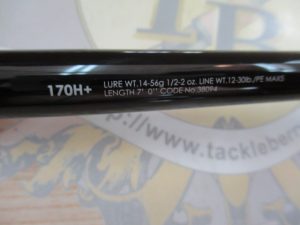 170H+
LURE WT.14-56g 1/2-2 oz. LINE WT.12-30lb./PE MAX5
LENGTH 7' 0" CODE-No.38094
www.tackleber